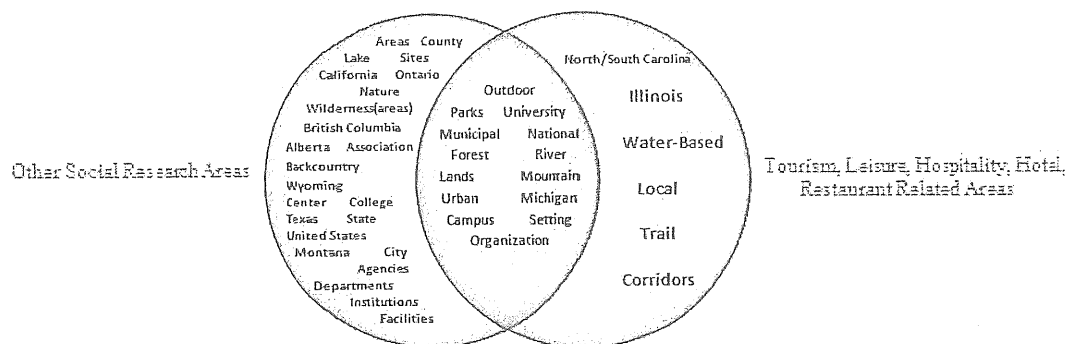 Other Social Research Areas
Areas County
Lake Sites
California Ontario
Nature
Wilderness(areas)
British Columbia
Alberta Association
Backcountry
Wyoming
Center College
Texas State
United States
Montana City
Agencies
Departments
Institutions
Facilities
Outdoor
Parks University
Municipal National
Forest River
Lands Mountain
Urban Michigan
Campus Setting
Organization
North/South Carolina
Illinois
Water-Based
Local
Trail
Corridors
Tourism, Leisure, Hospitality, Hotel,
Restaurant Related Areas